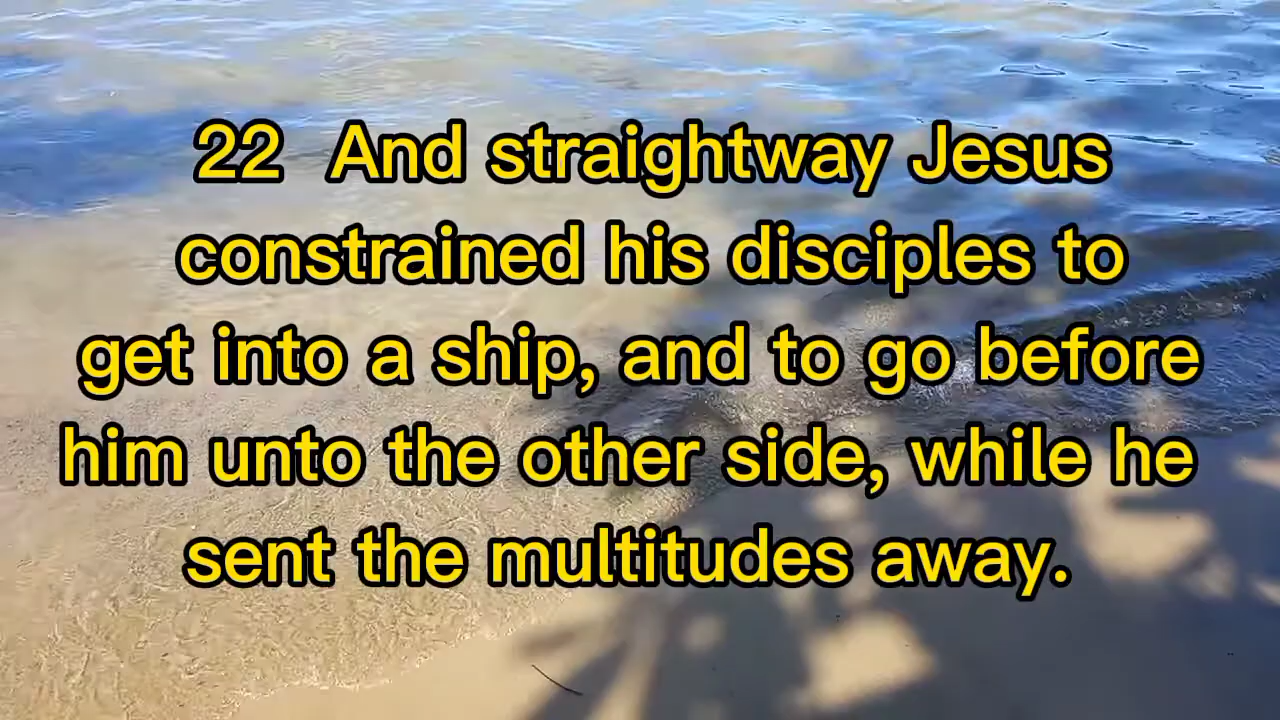 22 And straightway Jesus
constrained his disciples to
get into a ship, and to go before
him unto the other side, while he
sent the multitudes away.